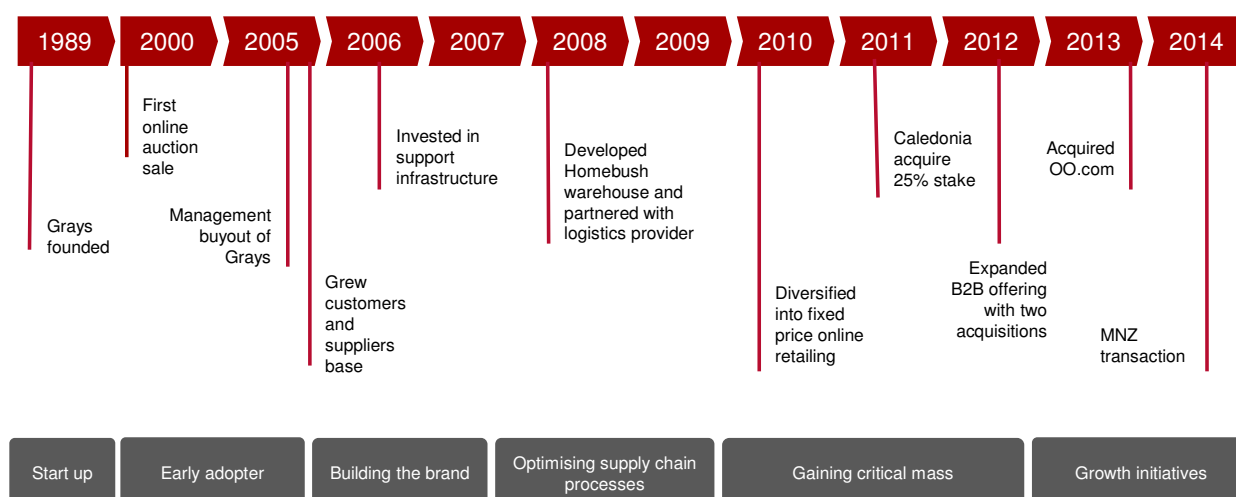 1989 2000 2005 2006 2007 2008 2009 2010 2011 2012 2013 2014
First
online
auction
sale
Grays
founded
Management
buyout of
Grays
Grew
customers
and
suppliers
base
Invested in
support
infrastructure
Developed
Homebush
warehouse and
partnered with
logistics provider
Diversified
into fixed
price online
retailing
Caledonia
acquire
25% stake
Expanded
B2B offering
with two
acquisitions
Acquired
OO.com
MNZ
transaction
Start up
Early adopter
Building the brand
Optimising supply chain
processes
Gaining critical mass
Growth initiatives